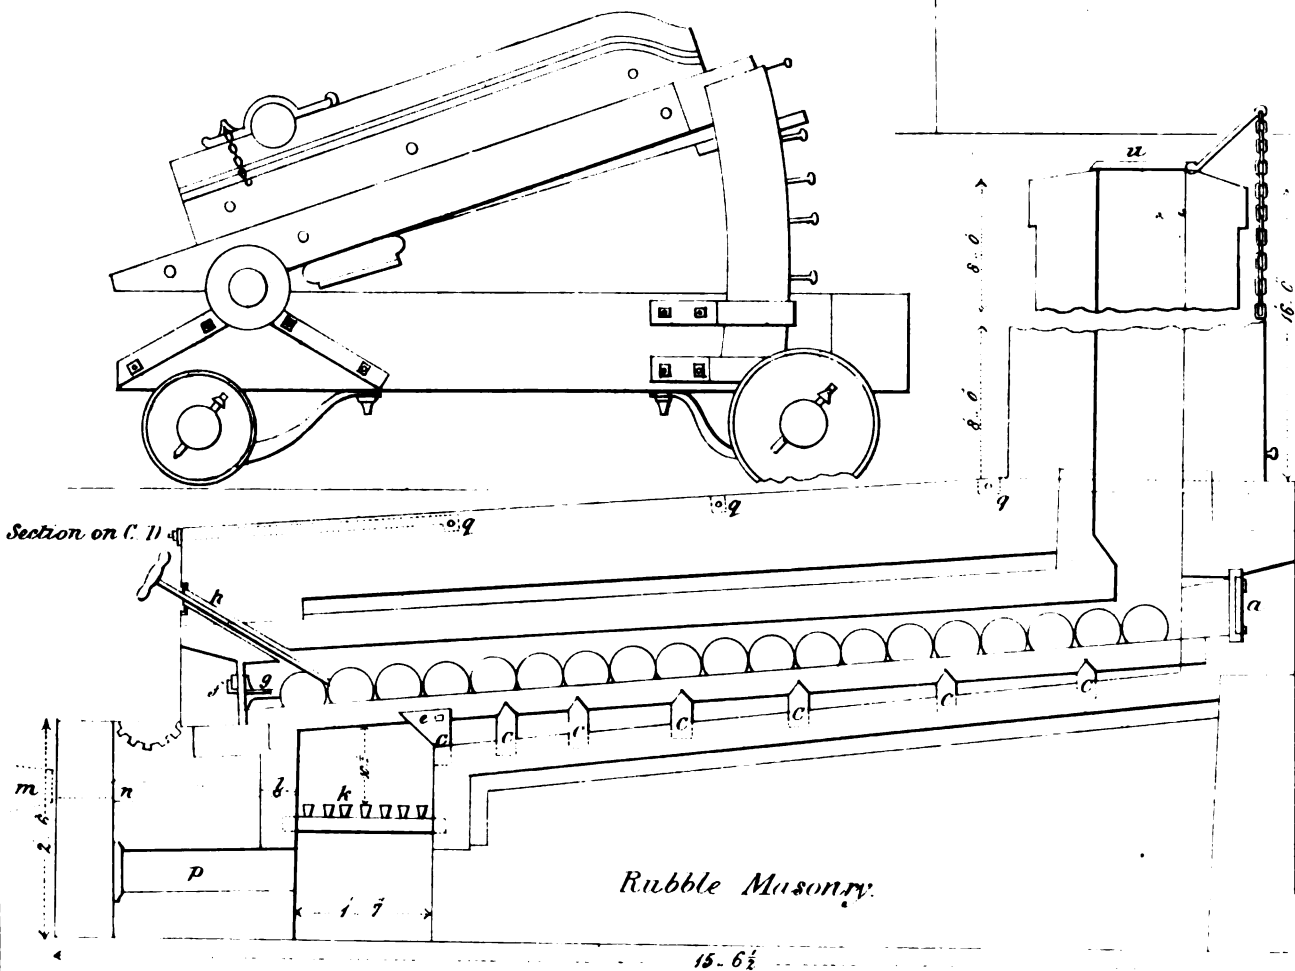 u
8. 0
16. 0
8. 0
q
q
q
Section on C. D
h
a
f
g
e
c
c
c
c
c
c
c
m
n
b
k
x
2. 6
p
Rubble Masonry.
1. 7
15. 6½